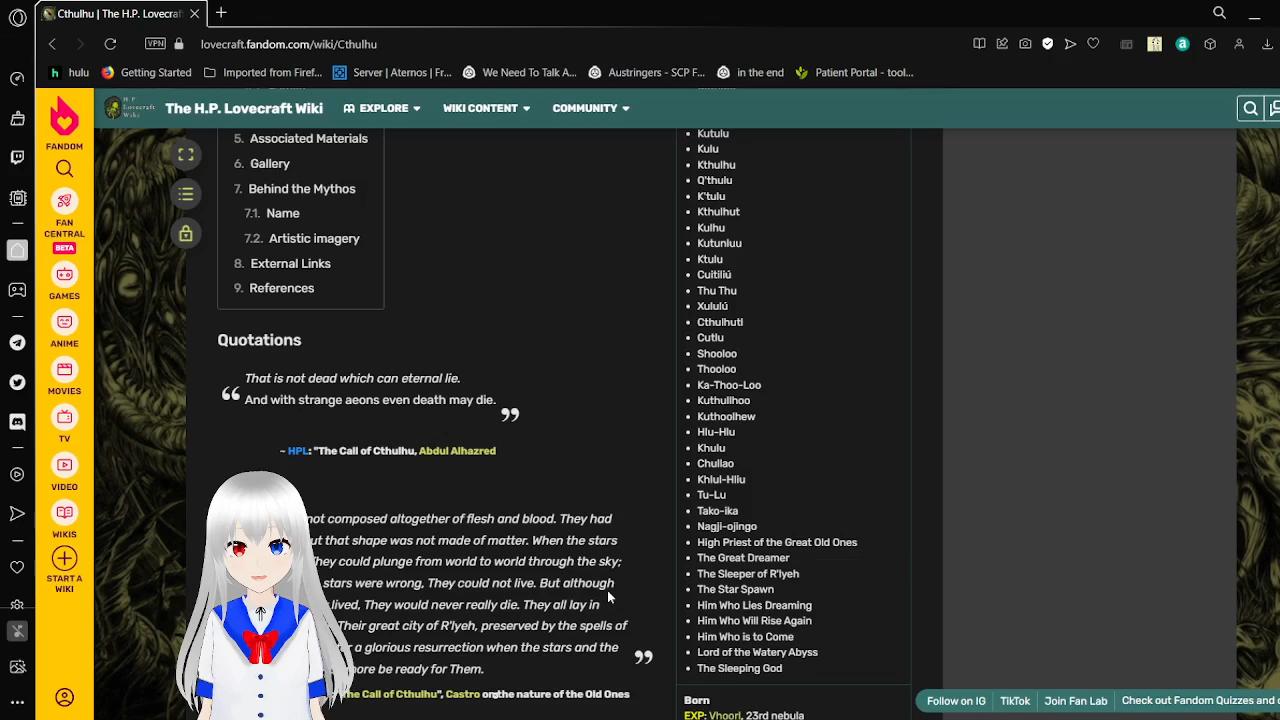 Cthulhu | The H.P. Lovecraf
VPN
lovecraft.fandom.com/wiki/Cthulhu
hulu
Getting Started
Imported from Firef...
Server | Aternos | Fr...
We Need To Talk A...
Austringers - SCP F...
in the end
Patient Portal - tool...
The H.P. Lovecraft Wiki
EXPLORE
WIKI CONTENT
COMMUNITY
FANDOM
FAN
CENTRAL
BETA
GAMES
ANIME
MOVIES
TV
VIDEO
WIKIS
START A
WIKI
5. Associated Materials
6. Gallery
7. Behind the Mythos
7.1. Name
7.2. Artistic imagery
8. External Links
9. References
Quotations
“ That is not dead which can eternal lie.
And with strange aeons even death may die. ”
~ HPL: "The Call of Cthulhu, Abdul Alhazred
not composed altogether of flesh and blood. They had
ut that shape was not made of matter. When the stars
hey could plunge from world to world through the sky;
stars were wrong, They could not live. But although
lived, They would never really die. They all lay in
Their great city of R'lyeh, preserved by the spells of
r a glorious resurrection when the stars and the
more be ready for Them. ”
he Call of Cthulhu", Castro on the nature of the Old Ones
Kutulu
Kulu
Kthulhu
Q'thulu
K'tulu
Kthulhut
Kulhu
Kutunluu
Ktulu
Cuitiliú
Thu Thu
Xululú
Cthulhutl
Cutlu
Shooloo
Thooloo
Ka-Thoo-Loo
Kuthullhoo
Kuthoolhew
Hlu-Hlu
Khulu
Chullao
Khlul-Hliu
Tu-Lu
Tako-ika
Nagji-ojingo
High Priest of the Great Old Ones
The Great Dreamer
The Sleeper of R'lyeh
The Star Spawn
Him Who Lies Dreaming
Him Who Will Rise Again
Him Who is to Come
Lord of the Watery Abyss
The Sleeping God
Born
EXP: Vhoorl, 23rd nebula
Follow on IG
TikTok
Join Fan Lab
Check out Fandom Quizzes and